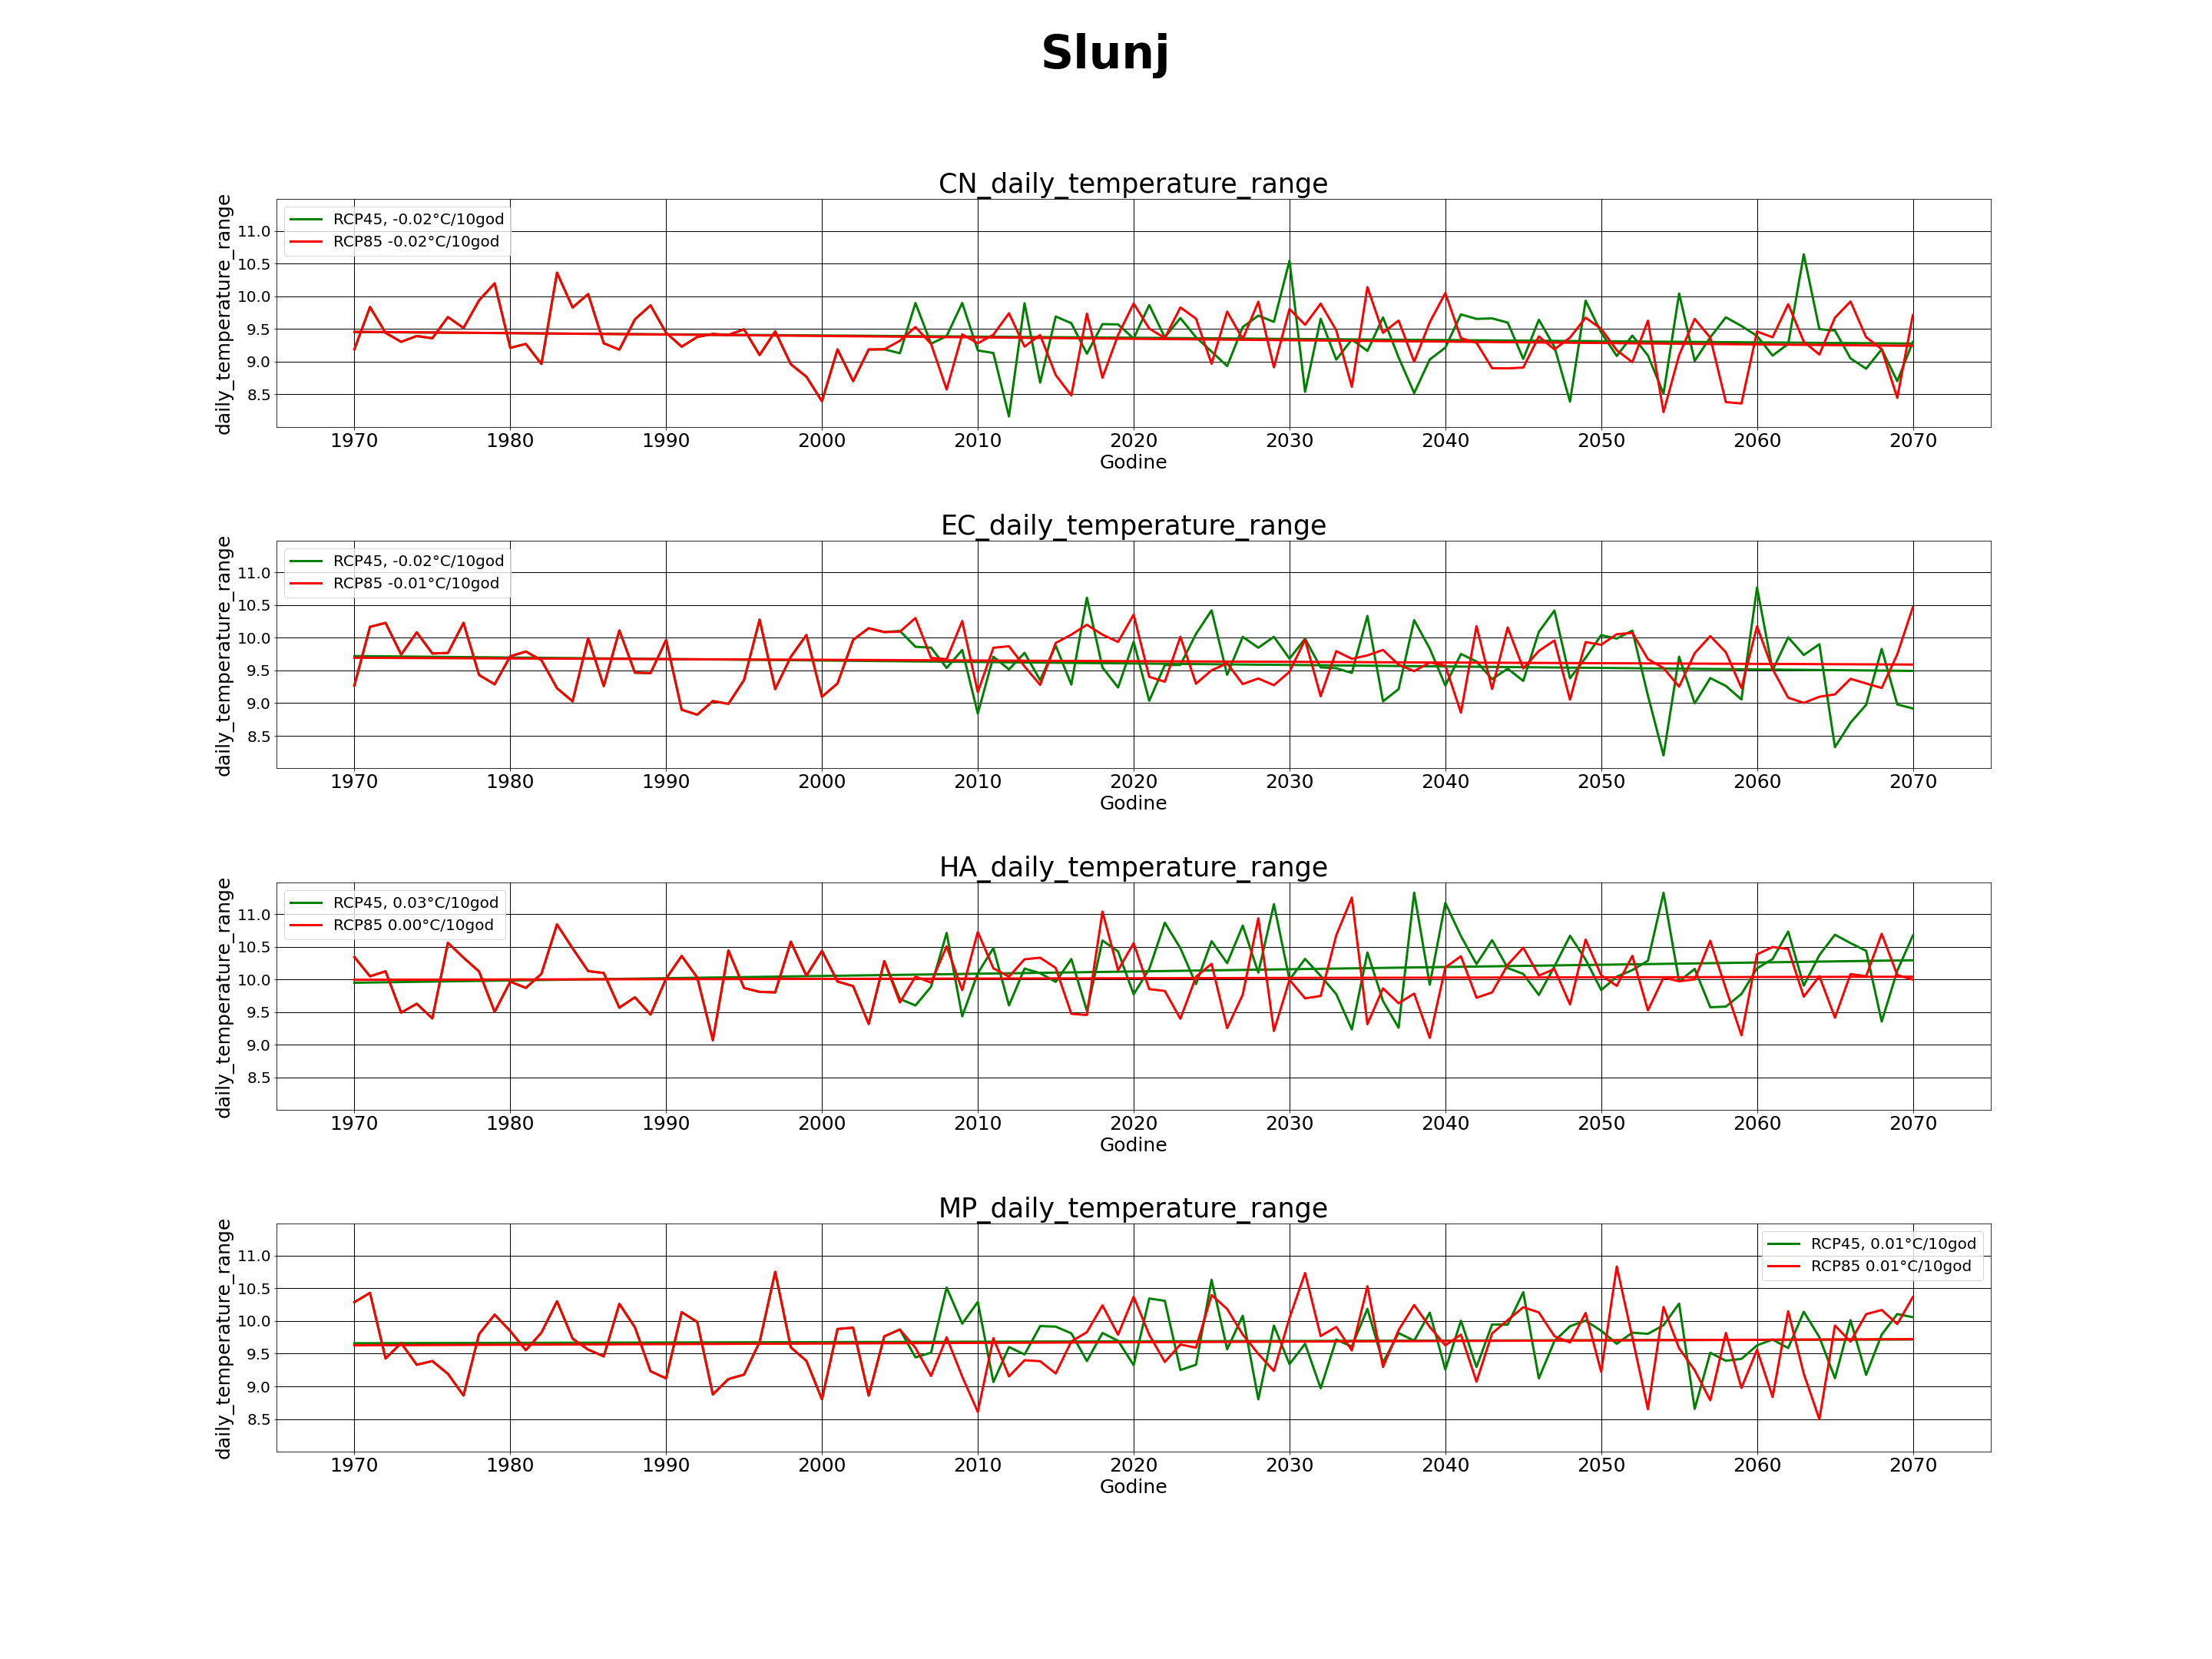 Slunj
CN_daily_temperature_range
daily_temperature_range
RCP45, -0.02°C/10god
RCP85 -0.02°C/10god
11.0
10.5
10.0
9.5
9.0
8.5
1970 1980 1990 2000 2010 2020 2030 2040 2050 2060 2070
Godine
EC_daily_temperature_range
daily_temperature_range
RCP45, -0.02°C/10god
RCP85 -0.01°C/10god
11.0
10.5
10.0
9.5
9.0
8.5
1970 1980 1990 2000 2010 2020 2030 2040 2050 2060 2070
Godine
HA_daily_temperature_range
daily_temperature_range
RCP45, 0.03°C/10god
RCP85 0.00°C/10god
11.0
10.5
10.0
9.5
9.0
8.5
1970 1980 1990 2000 2010 2020 2030 2040 2050 2060 2070
Godine
MP_daily_temperature_range
daily_temperature_range
RCP45, 0.01°C/10god
RCP85 0.01°C/10god
11.0
10.5
10.0
9.5
9.0
8.5
1970 1980 1990 2000 2010 2020 2030 2040 2050 2060 2070
Godine